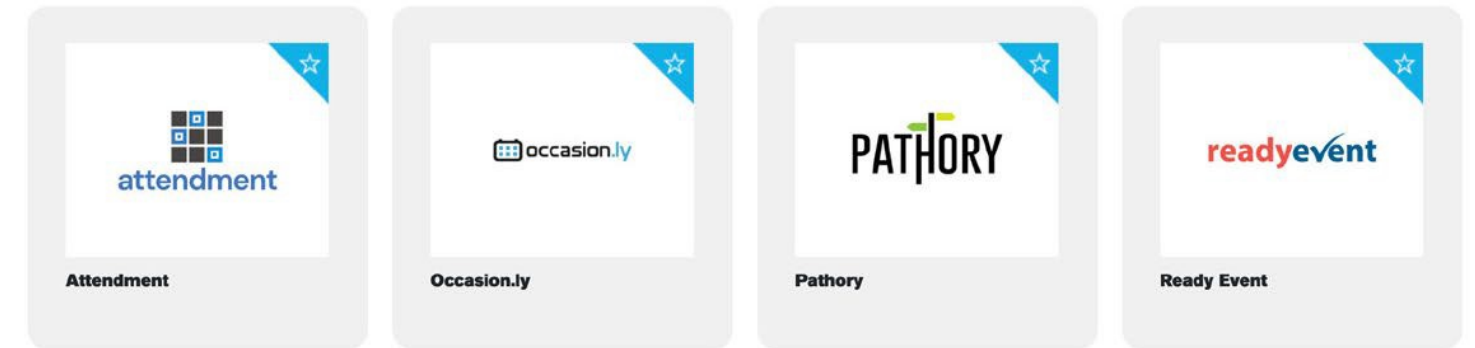 attendment
Attendment
occasion.ly
Occasion.ly
PATHORY
Pathory
readyevent
Ready Event